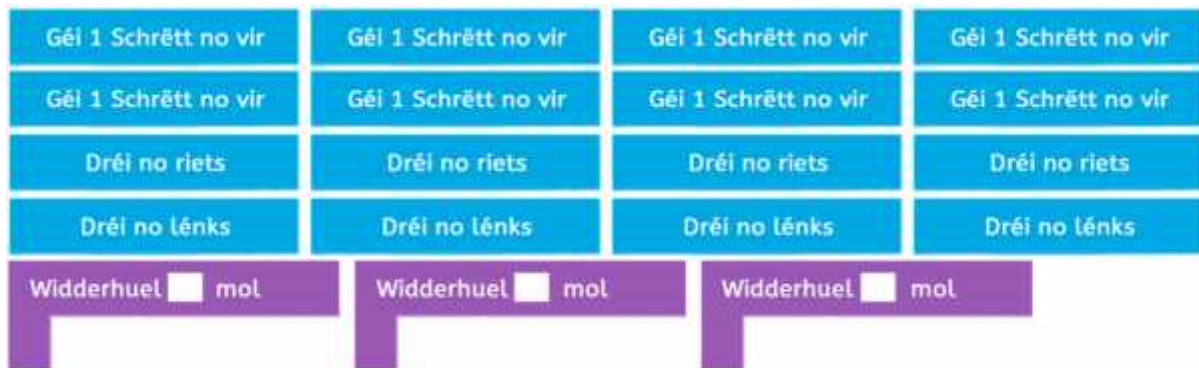 Géi 1 Schrëtt no vir Géi 1 Schrëtt no vir Géi 1 Schrëtt no vir Géi 1 Schrëtt no vir
Géi 1 Schrëtt no vir Géi 1 Schrëtt no vir Géi 1 Schrëtt no vir Géi 1 Schrëtt no vir
Dréi no riets Dréi no riets Dréi no riets Dréi no riets
Dréi no lénks Dréi no lénks Dréi no lénks Dréi no lénks
Widderhuel mol Widderhuel mol Widderhuel mol